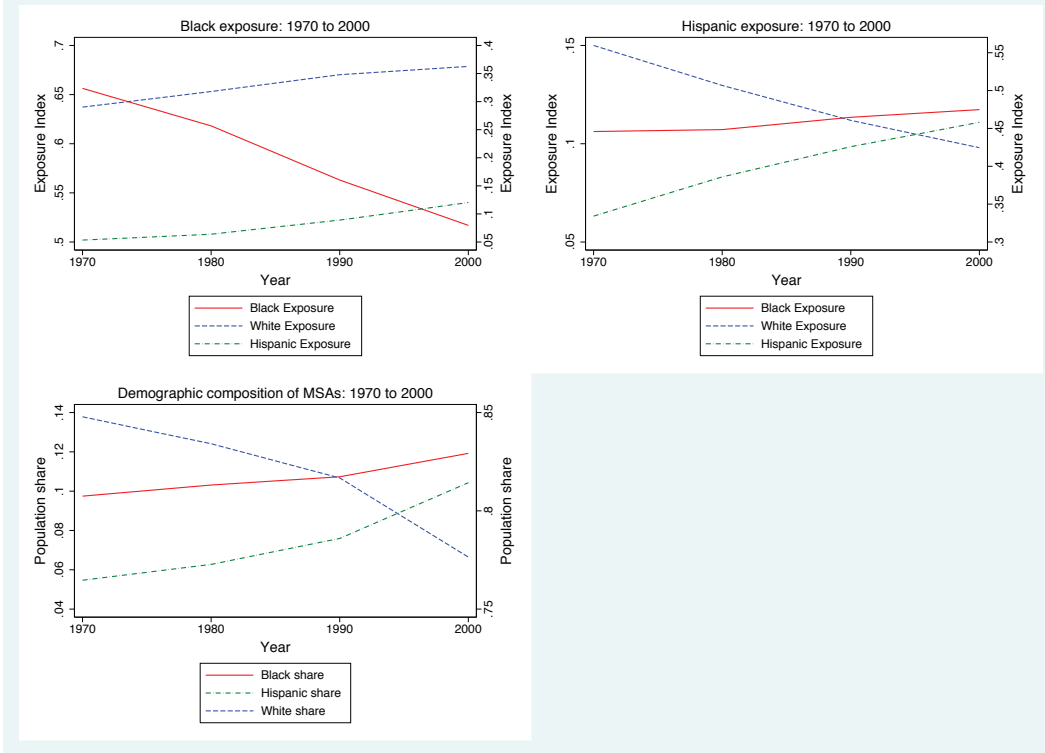 Black exposure: 1970 to 2000
Exposure Index
.7
.65
.6
.55
.5
.4
.35
.3
.25
.2
.15
.1
.05
Exposure Index
1970
1980
1990
2000
Year
Black Exposure
White Exposure
Hispanic Exposure
Hispanic exposure: 1970 to 2000
Exposure Index
.15
.1
.05
.55
.5
.45
.4
.35
.3
Exposure Index
1970
1980
1990
2000
Year
Black Exposure
White Exposure
Hispanic Exposure
Demographic composition of MSAs: 1970 to 2000
Population share
.14
.12
.1
.08
.06
.04
.85
.8
.75
Population share
1970
1980
1990
2000
Year
Black share
Hispanic share
White share